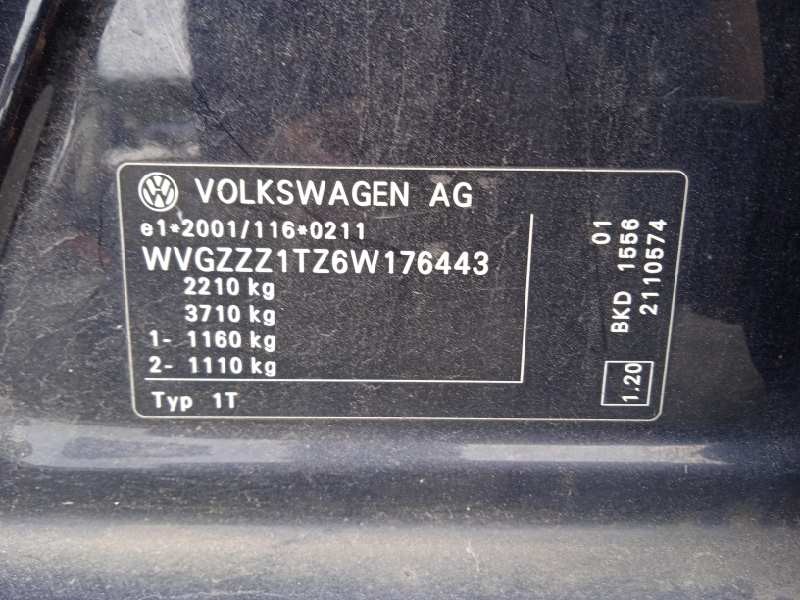 VOLKSWAGEN AG
e1*2001/116*0211
WVGZZZ1TZ6W176443
2210 kg
3710 kg
1- 1160 kg
2- 1110 kg
Typ 1T
01
BKD 1556
2110574
1.20